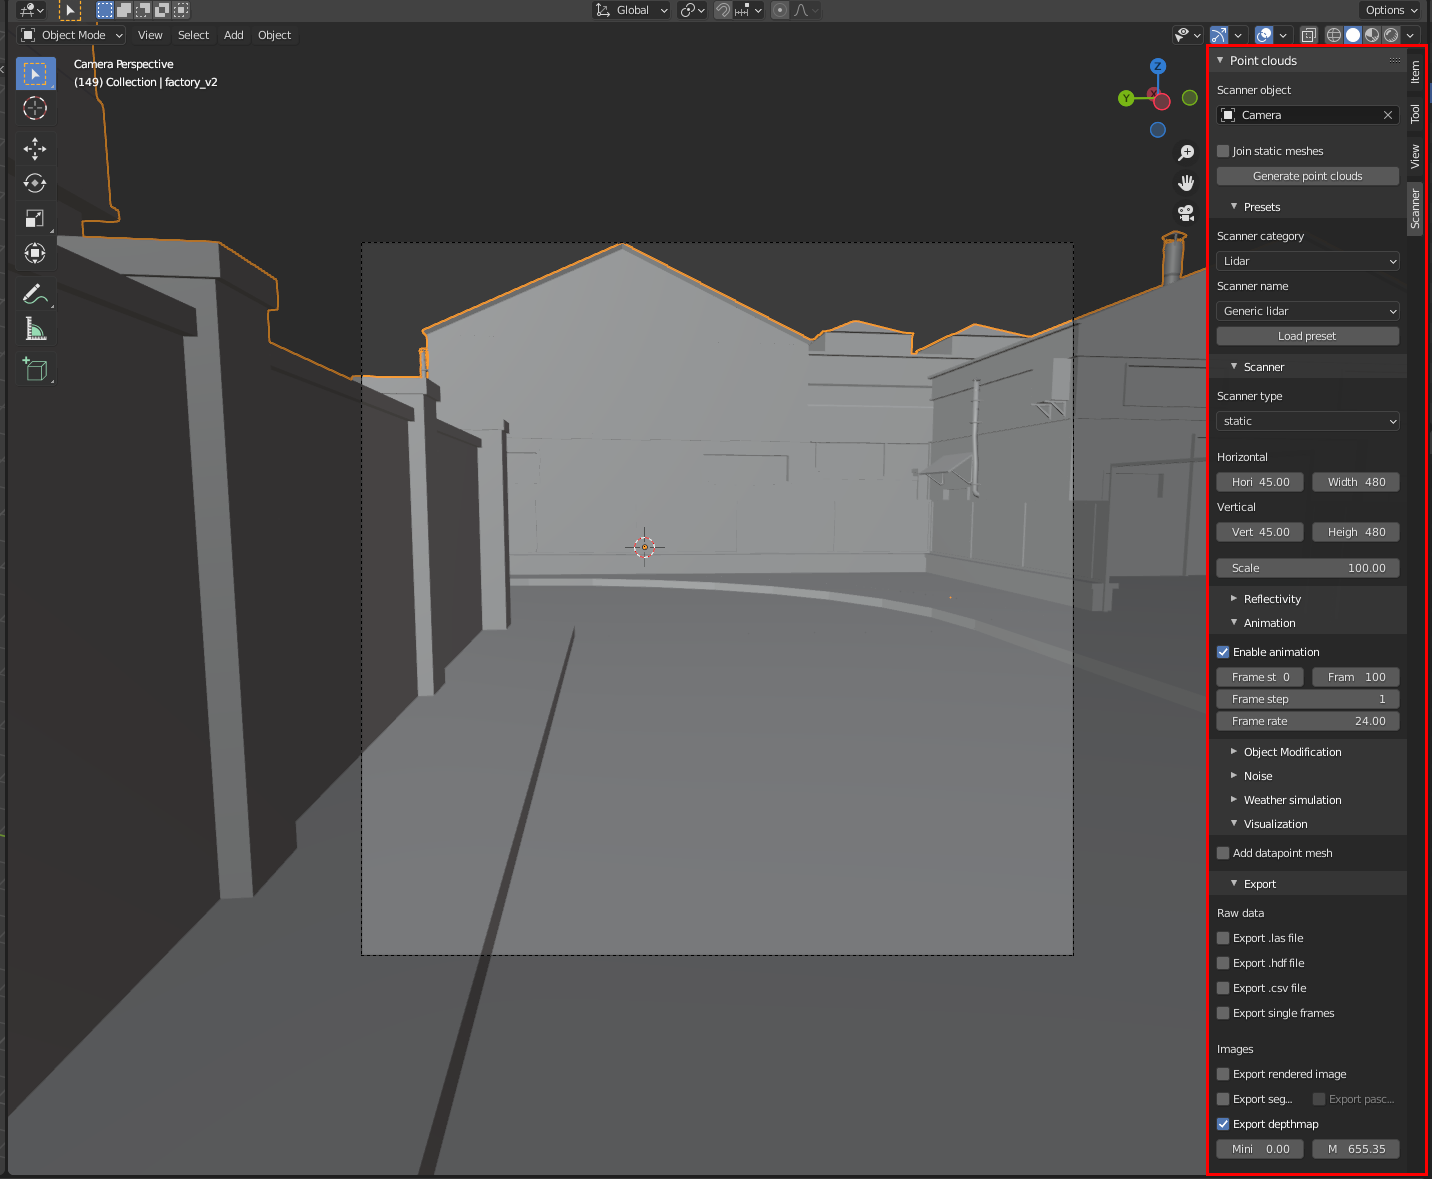 Global
Options
Object Mode
View
Select
Add
Object
Camera Perspective
(149) Collection | factory_v2
Z
Y
X
Point clouds
Scanner object
Camera
Join static meshes
Generate point clouds
Presets
Scanner category
Lidar
Scanner name
Generic lidar
Load preset
Scanner
Scanner type
static
Horizontal
Hori 45.00
Width 480
Vertical
Vert 45.00
Heigh 480
Scale 100.00
Reflectivity
Animation
Enable animation
Frame st 0
Fram 100
Frame step 1
Frame rate 24.00
Object Modification
Noise
Weather simulation
Visualization
Add datapoint mesh
Export
Raw data
Export .las file
Export .hdf file
Export .csv file
Export single frames
Images
Export rendered image
Export seg...
Export pasc...
Export depthmap
Mini 0.00
M 655.35
Item
Tool
View
Scanner